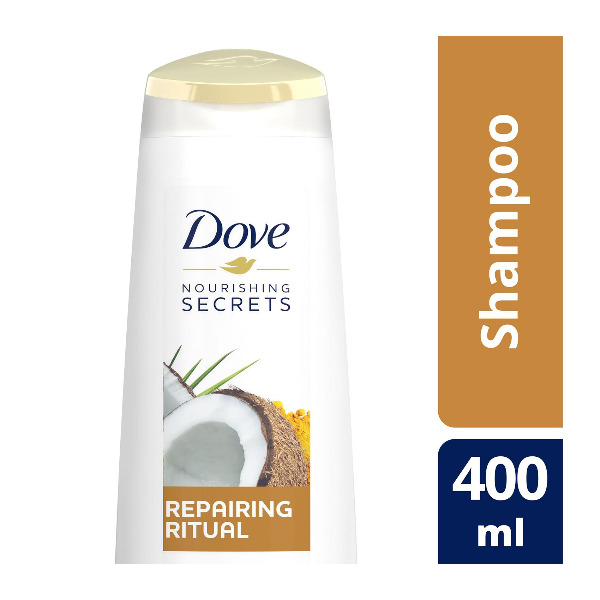 Dove
NOURISHING
SECRETS
REPAIRING
RITUAL
Shampoo
400
ml